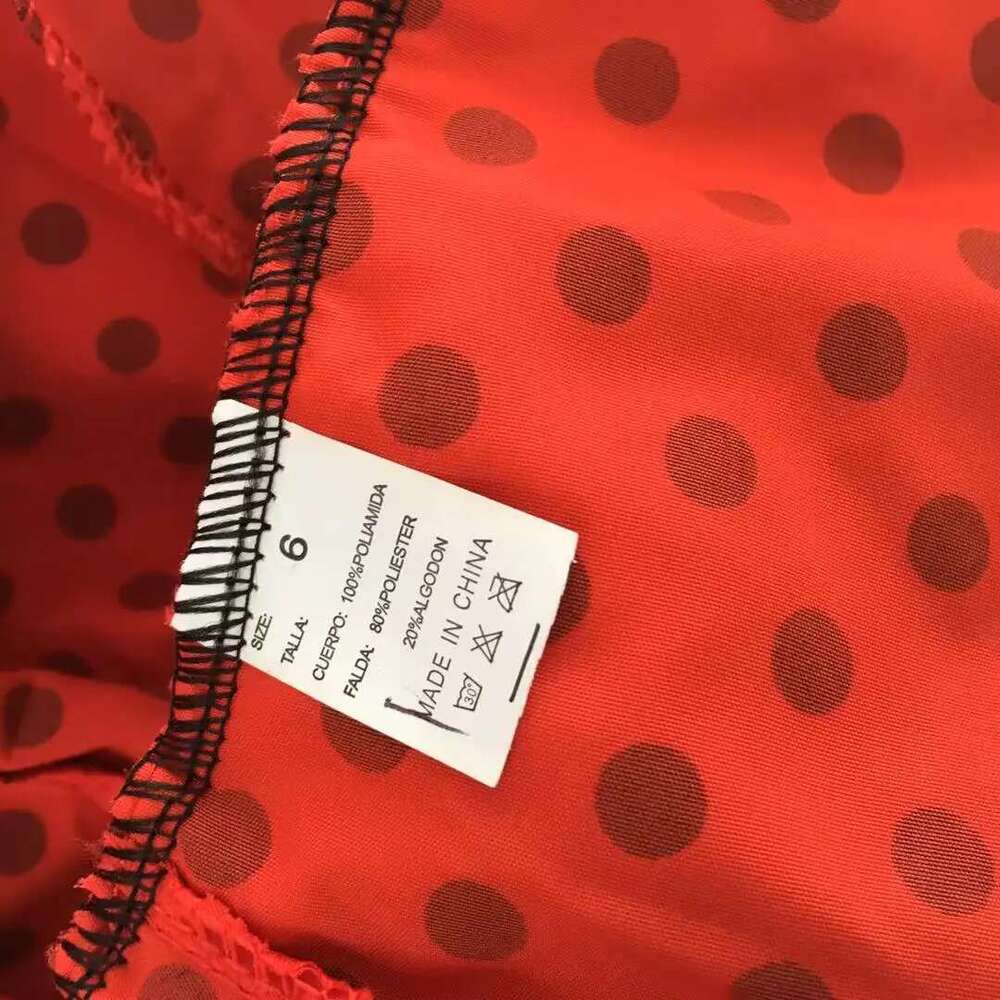 SIZE:
TALLA: 6
CUERPO: 100%POLIAMIDA
FALDA: 80%POLIESTER
20%ALGODON
MADE IN CHINA
30°